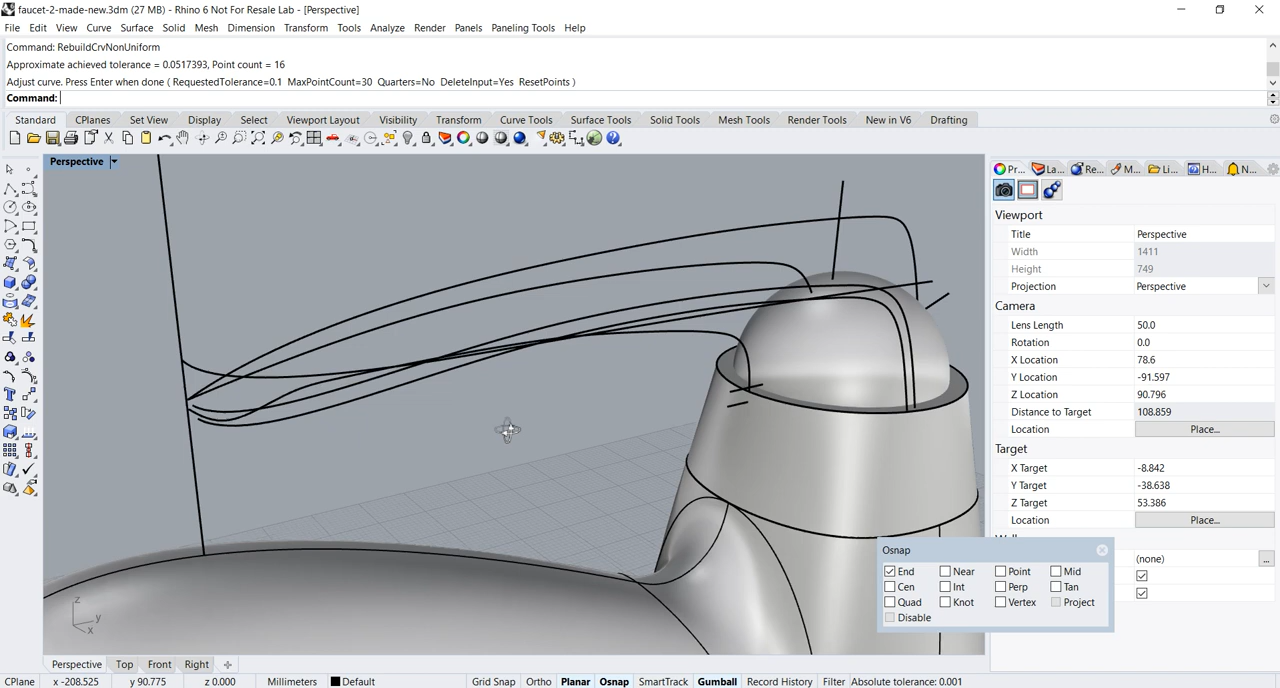 faucet-2-made-new.3dm (27 MB) - Rhino 6 Not For Resale Lab - [Perspective]
File Edit View Curve Surface Solid Mesh Dimension Transform Tools Analyze Render Panels Paneling Tools Help
Command: RebuildCrvNonUniform
Approximate achieved tolerance = 0.0517393, Point count = 16
Adjust curve. Press Enter when done ( RequestedTolerance=0.1 MaxPointCount=30 Quarters=No DeleteInput=Yes ResetPoints )
Command:
Standard CPlanes Set View Display Select Viewport Layout Visibility Transform Curve Tools Surface Tools Solid Tools Mesh Tools Render Tools New in V6 Drafting
Perspective
Pr... La... Re... M... Li... H... N...
Viewport
Title Perspective
Width 1411
Height 749
Projection Perspective
Camera
Lens Length 50.0
Rotation 0.0
X Location 78.6
Y Location -91.597
Z Location 90.796
Distance to Target 108.859
Location Place...
Target
X Target -8.842
Y Target -38.638
Z Target 53.386
Location Place...
(none) ...
Osnap
End Near Point Mid
Cen Int Perp Tan
Quad Knot Vertex Project
Disable
z
y
x
Perspective Top Front Right
CPlane x -208.525 y 90.775 z 0.000 Millimeters Default Grid Snap Ortho Planar Osnap SmartTrack Gumball Record History Filter Absolute tolerance: 0.001